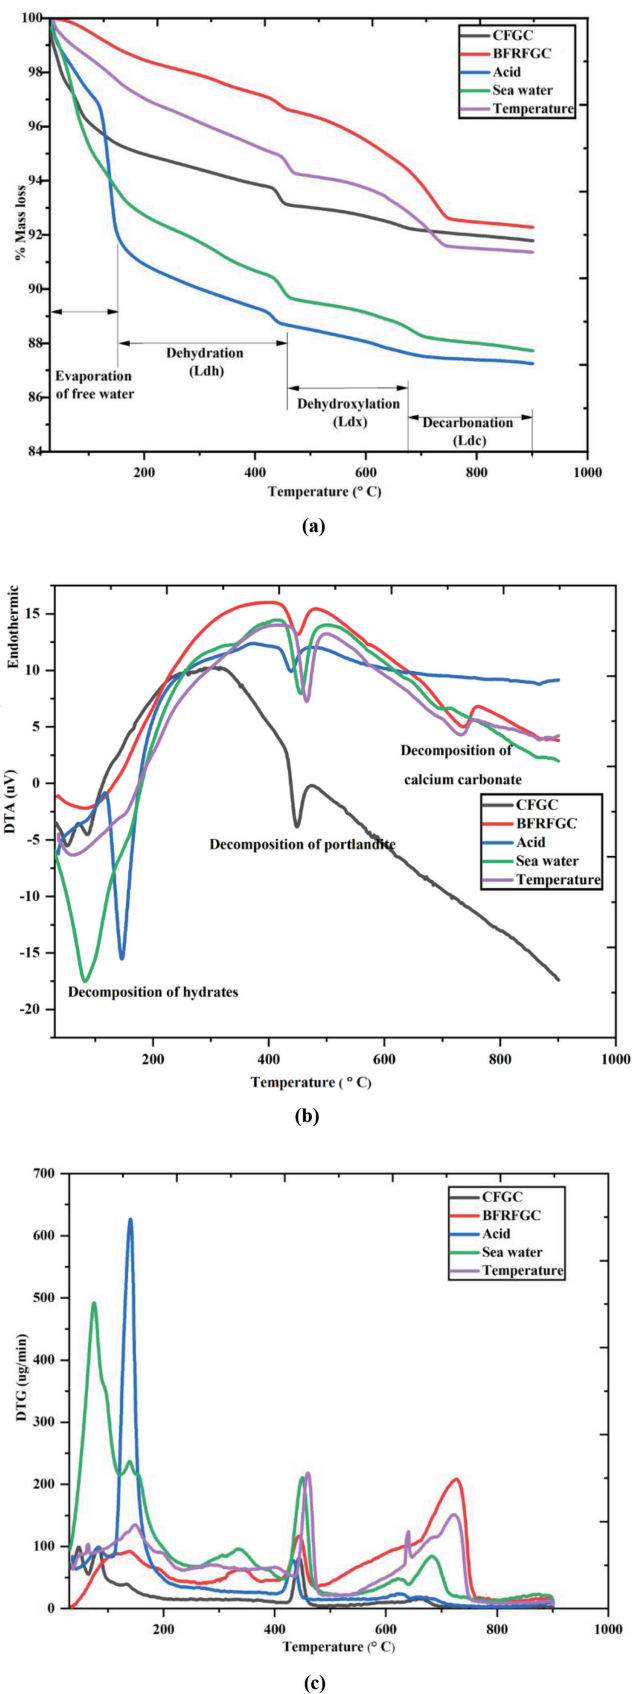 100
98
96
94
92
90
88
86
84
% Mass loss
CFGC
BFRFGC
Acid
Sea water
Temperature
Evaporation
of free water
Dehydration
(Ldh)
Dehydroxylation
(Ldx)
Decarbonation
(Ldc)
200
400
600
800
1000
Temperature (° C)
(a)
Endothermic
DTA (uV)
15
10
5
0
-5
-10
-15
-20
Decomposition of
calcium carbonate
CFGC
BFRFGC
Acid
Sea water
Temperature
Decomposition of portlandite
Decomposition of hydrates
200
400
600
800
1000
Temperature ( ° C)
(b)
700
600
500
400
300
200
100
0
DTG (ug/min)
CFGC
BFRFGC
Acid
Sea water
Temperature
200
400
600
800
1000
Temperature (° C)
(c)